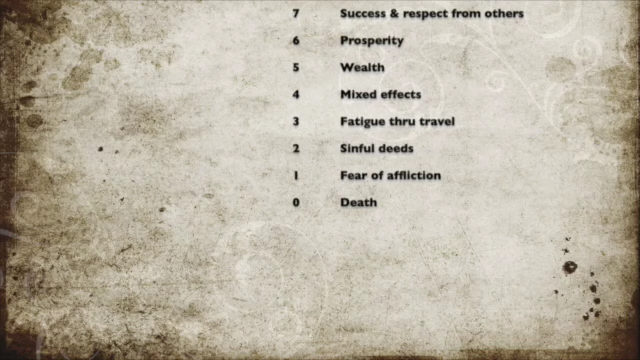 7 Success & respect from others
6 Prosperity
5 Wealth
4 Mixed effects
3 Fatigue thru travel
2 Sinful deeds
1 Fear of affliction
0 Death